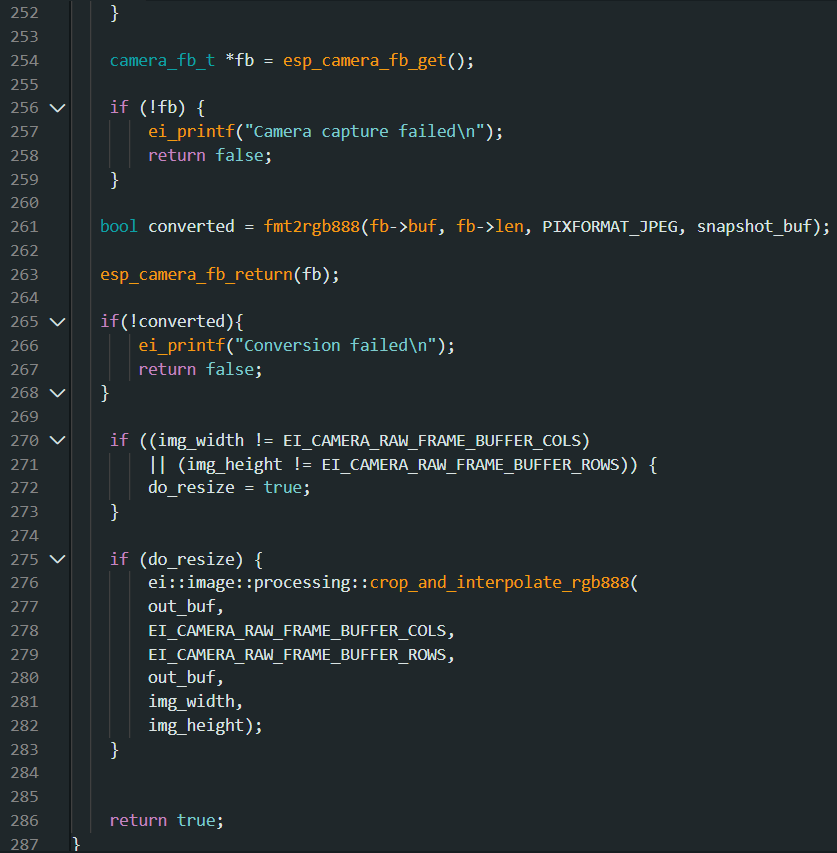 252 }
253
254 camera_fb_t *fb = esp_camera_fb_get();
255
256 if (!fb) {
257 ei_printf("Camera capture failed\n");
258 return false;
259 }
260
261 bool converted = fmt2rgb888(fb->buf, fb->len, PIXFORMAT_JPEG, snapshot_buf);
262
263 esp_camera_fb_return(fb);
264
265 if(!converted){
266 ei_printf("Conversion failed\n");
267 return false;
268 }
269
270 if ((img_width != EI_CAMERA_RAW_FRAME_BUFFER_COLS)
271 || (img_height != EI_CAMERA_RAW_FRAME_BUFFER_ROWS)) {
272 do_resize = true;
273 }
274
275 if (do_resize) {
276 ei::image::processing::crop_and_interpolate_rgb888(
277 out_buf,
278 EI_CAMERA_RAW_FRAME_BUFFER_COLS,
279 EI_CAMERA_RAW_FRAME_BUFFER_ROWS,
280 out_buf,
281 img_width,
282 img_height);
283 }
284
285
286 return true;
287 }